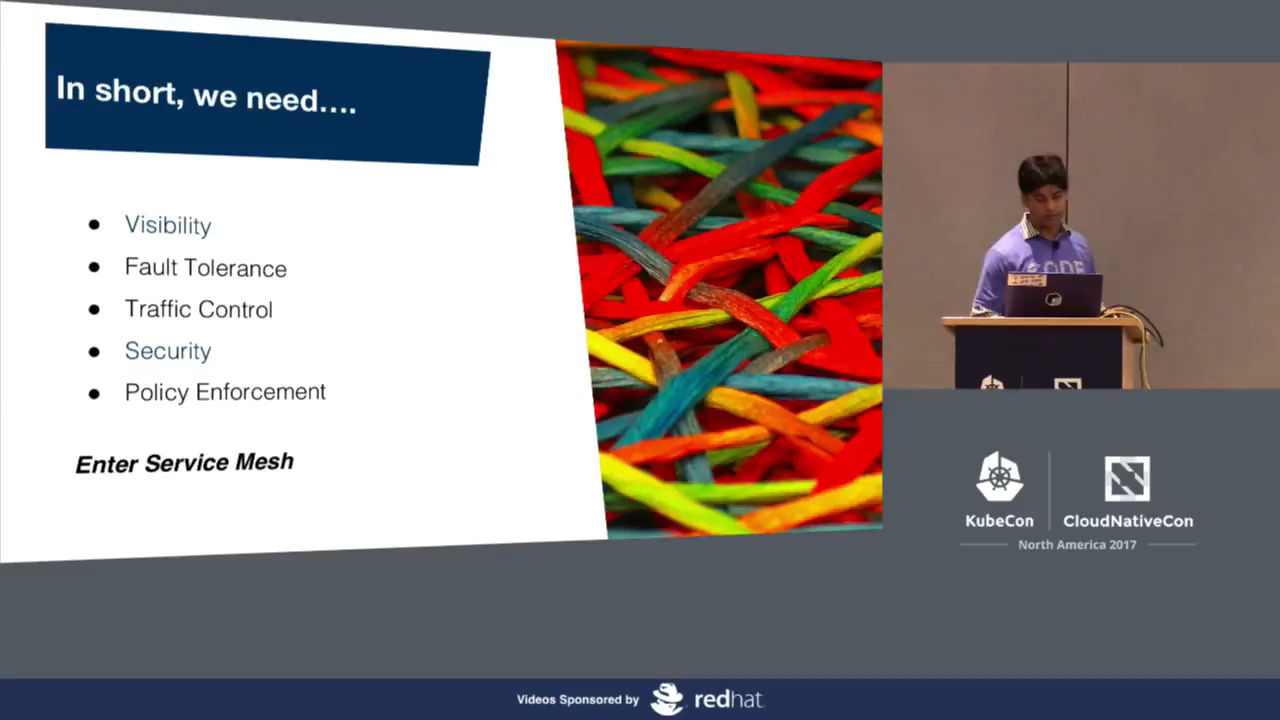 In short, we need....
Visibility
Fault Tolerance
Traffic Control
Security
Policy Enforcement
Enter Service Mesh
CODE
KubeCon
CloudNativeCon
North America 2017
Videos Sponsored by
redhat